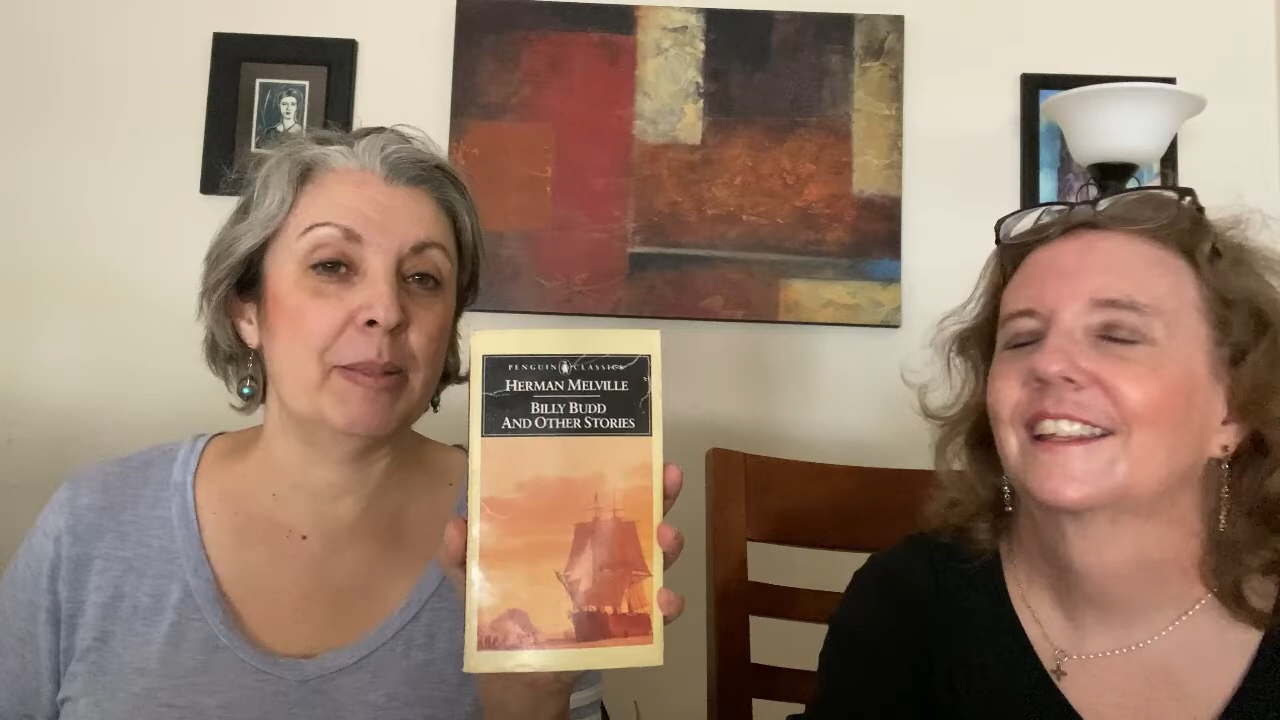 PENGUIN CLASSICS
HERMAN MELVILLE
BILLY BUDD
AND OTHER STORIES